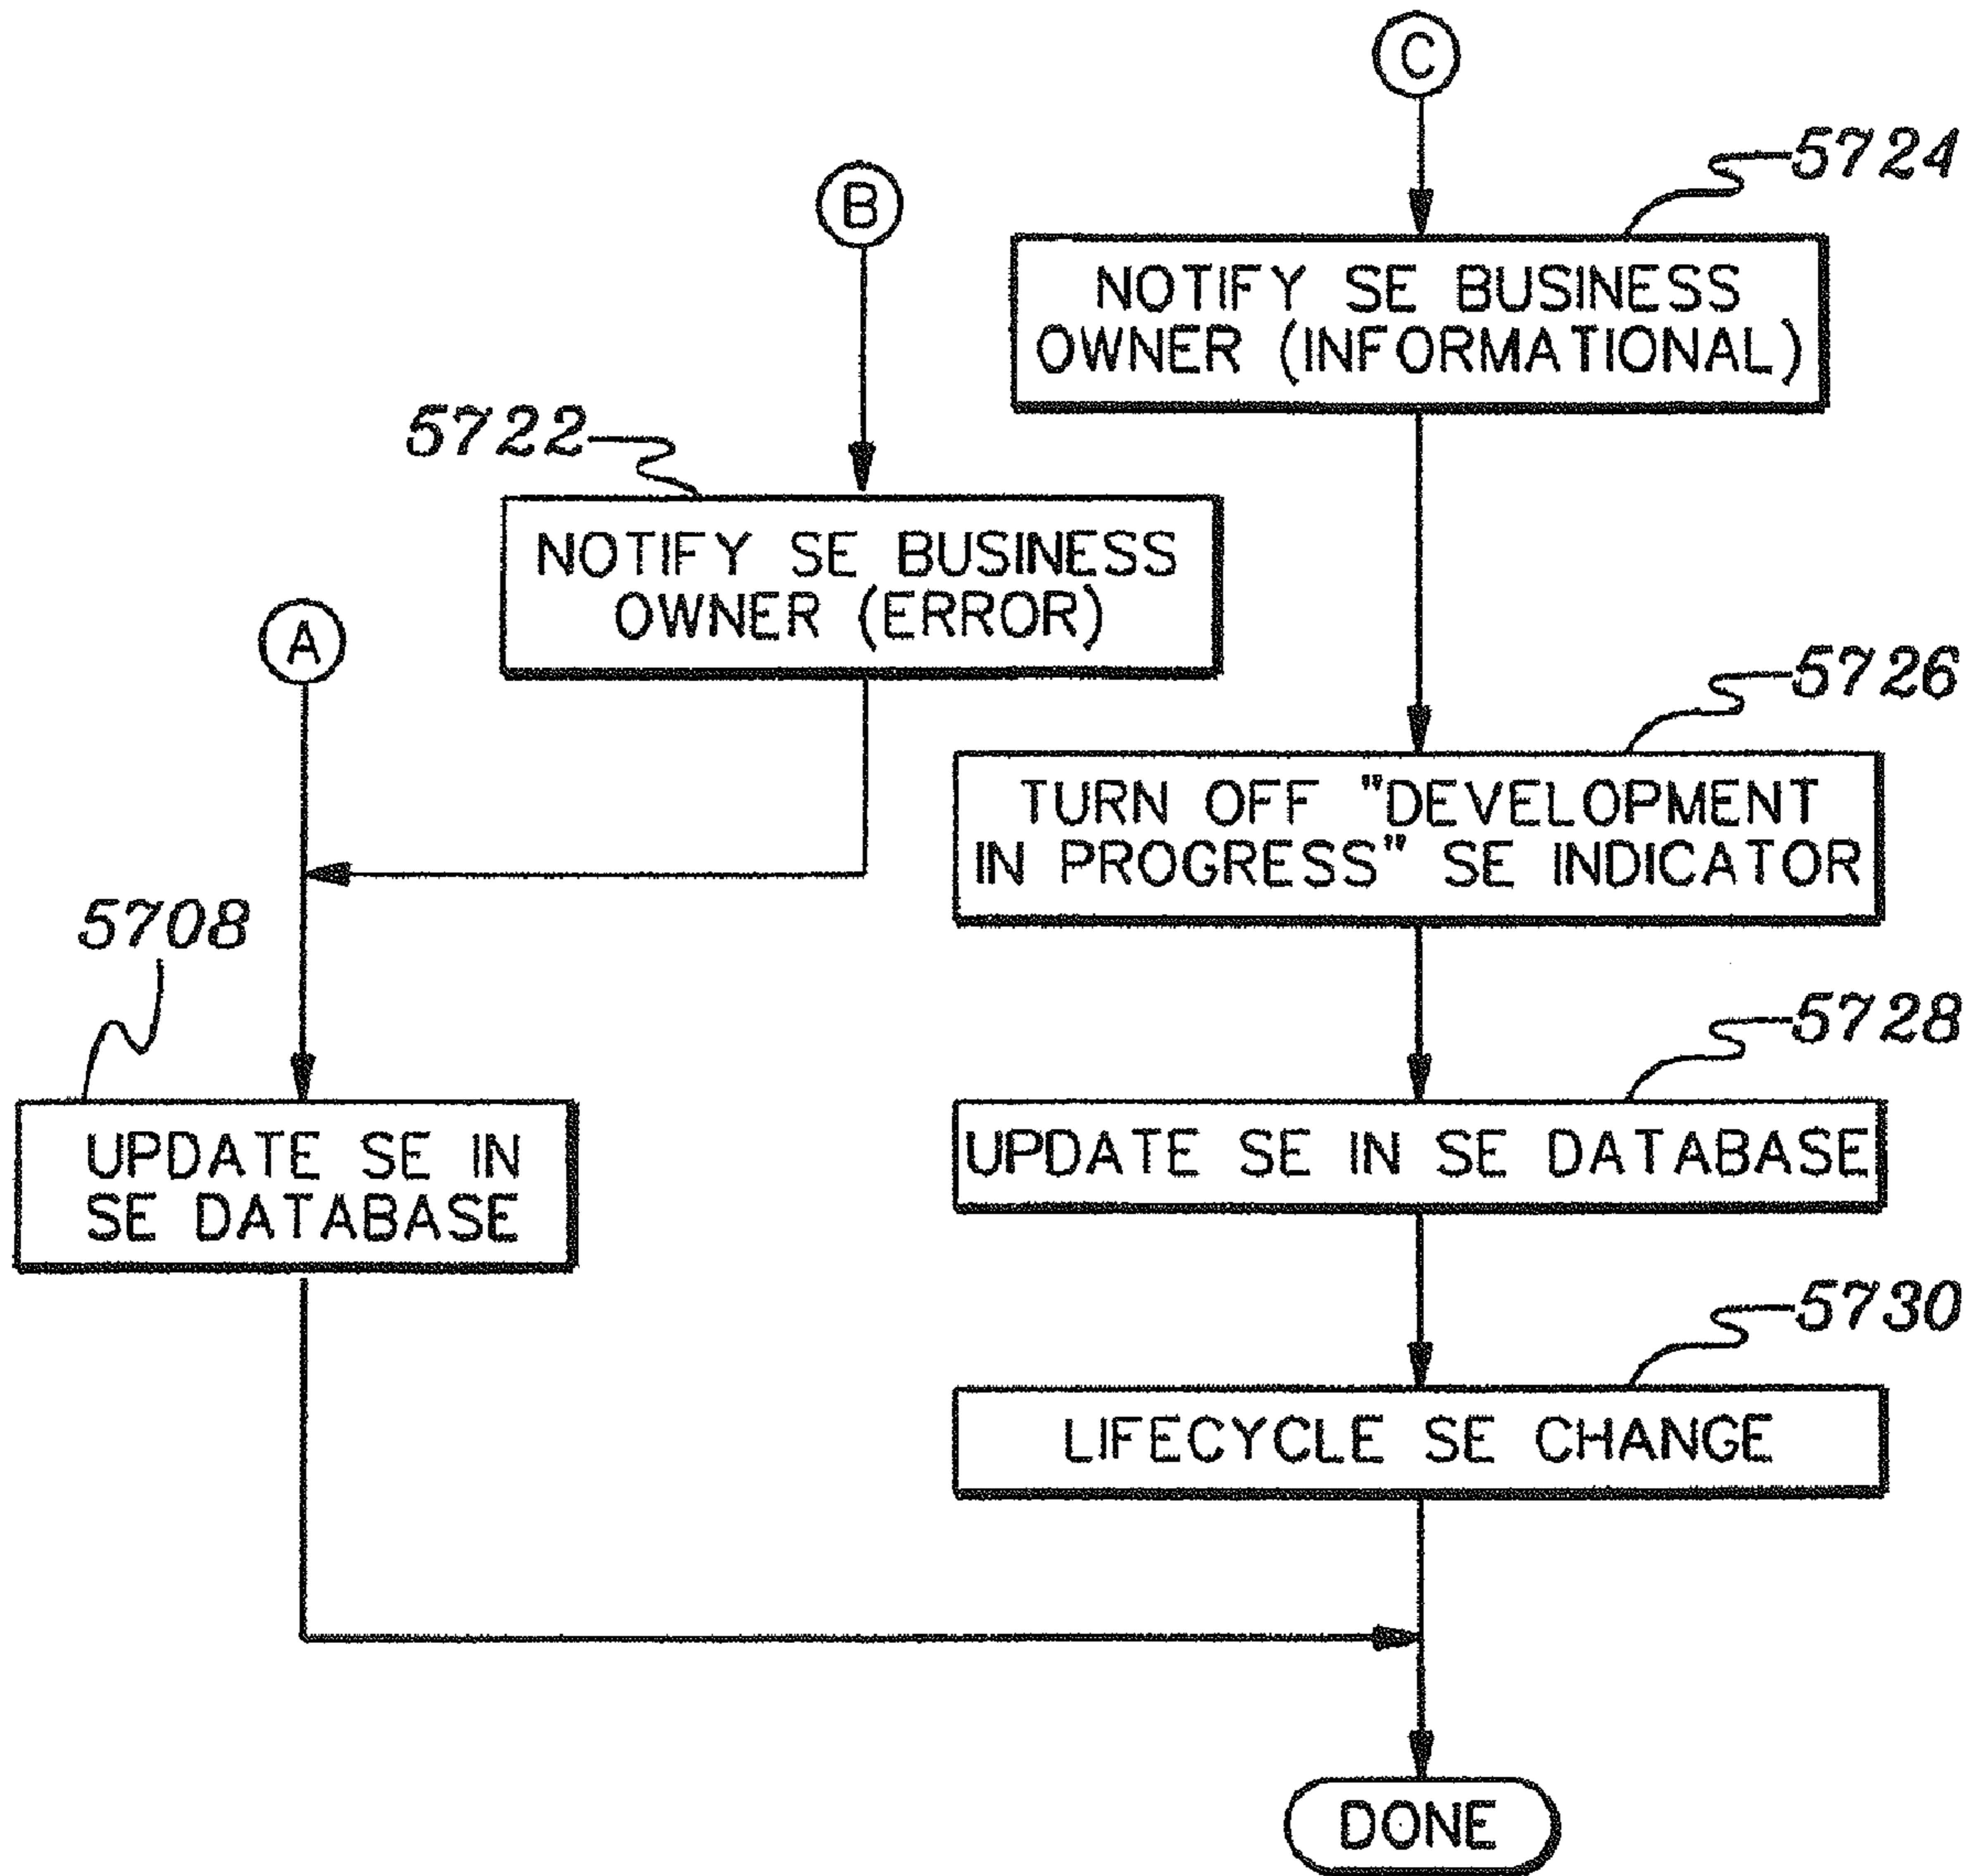 C
5724
B
NOTIFY SE BUSINESS
OWNER (INFORMATIONAL)
5722
NOTIFY SE BUSINESS
OWNER (ERROR)
A
5726
TURN OFF "DEVELOPMENT
IN PROGRESS" SE INDICATOR
5708
5728
UPDATE SE IN
SE DATABASE
UPDATE SE IN SE DATABASE
5730
LIFECYCLE SE CHANGE
DONE